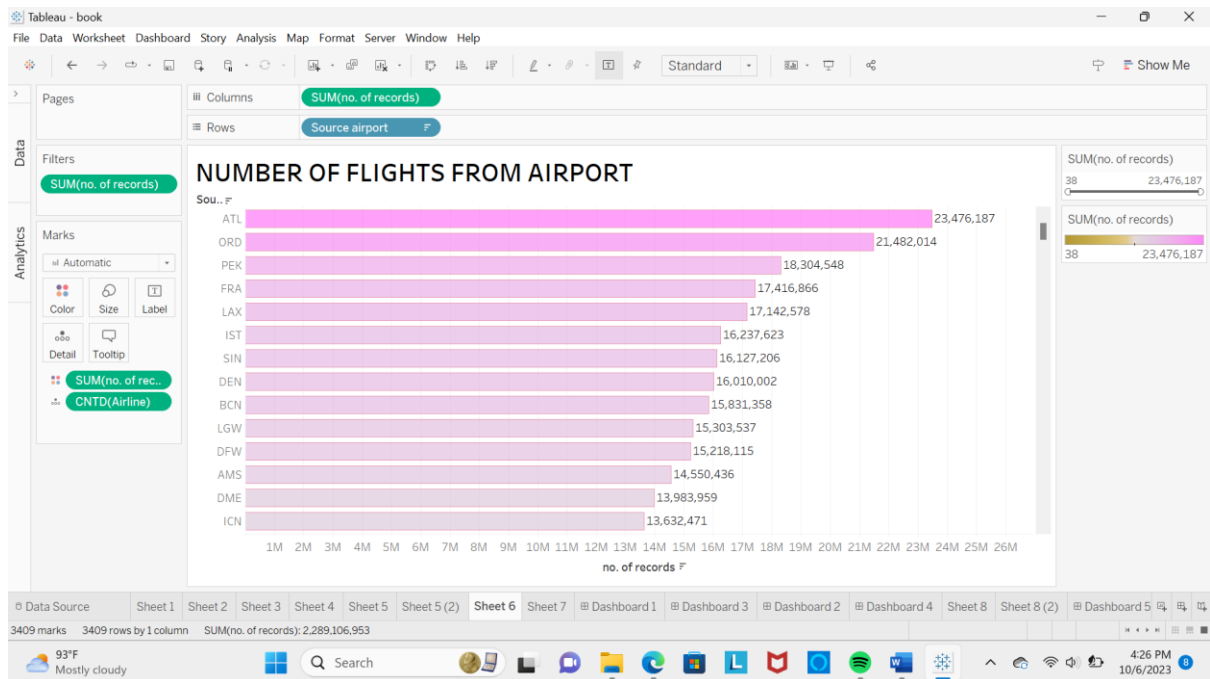 Tableau - book
File Data Worksheet Dashboard Story Analysis Map Format Server Window Help
Standard
Show Me
Pages
Columns
SUM(no. of records)
Rows
Source airport
Data
Analytics
Filters
SUM(no. of records)
Marks
Automatic
Color Size Label
Detail Tooltip
SUM(no. of rec..
CNTD(Airline)
NUMBER OF FLIGHTS FROM AIRPORT
Sou..
ATL 23,476,187
ORD 21,482,014
PEK 18,304,548
FRA 17,416,866
LAX 17,142,578
IST 16,237,623
SIN 16,127,206
DEN 16,010,002
BCN 15,831,358
LGW 15,303,537
DFW 15,218,115
AMS 14,550,436
DME 13,983,959
ICN 13,632,471
1M 2M 3M 4M 5M 6M 7M 8M 9M 10M 11M 12M 13M 14M 15M 16M 17M 18M 19M 20M 21M 22M 23M 24M 25M 26M
no. of records
SUM(no. of records)
38 23,476,187
SUM(no. of records)
38 23,476,187
Data Source Sheet 1 Sheet 2 Sheet 3 Sheet 4 Sheet 5 Sheet 5 (2) Sheet 6 Sheet 7 Dashboard 1 Dashboard 3 Dashboard 2 Dashboard 4 Sheet 8 Sheet 8 (2) Dashboard 5
3409 marks 3409 rows by 1 column SUM(no. of records): 2,289,106,953
93°F
Mostly cloudy
Search
L
4:26 PM
10/6/2023
8